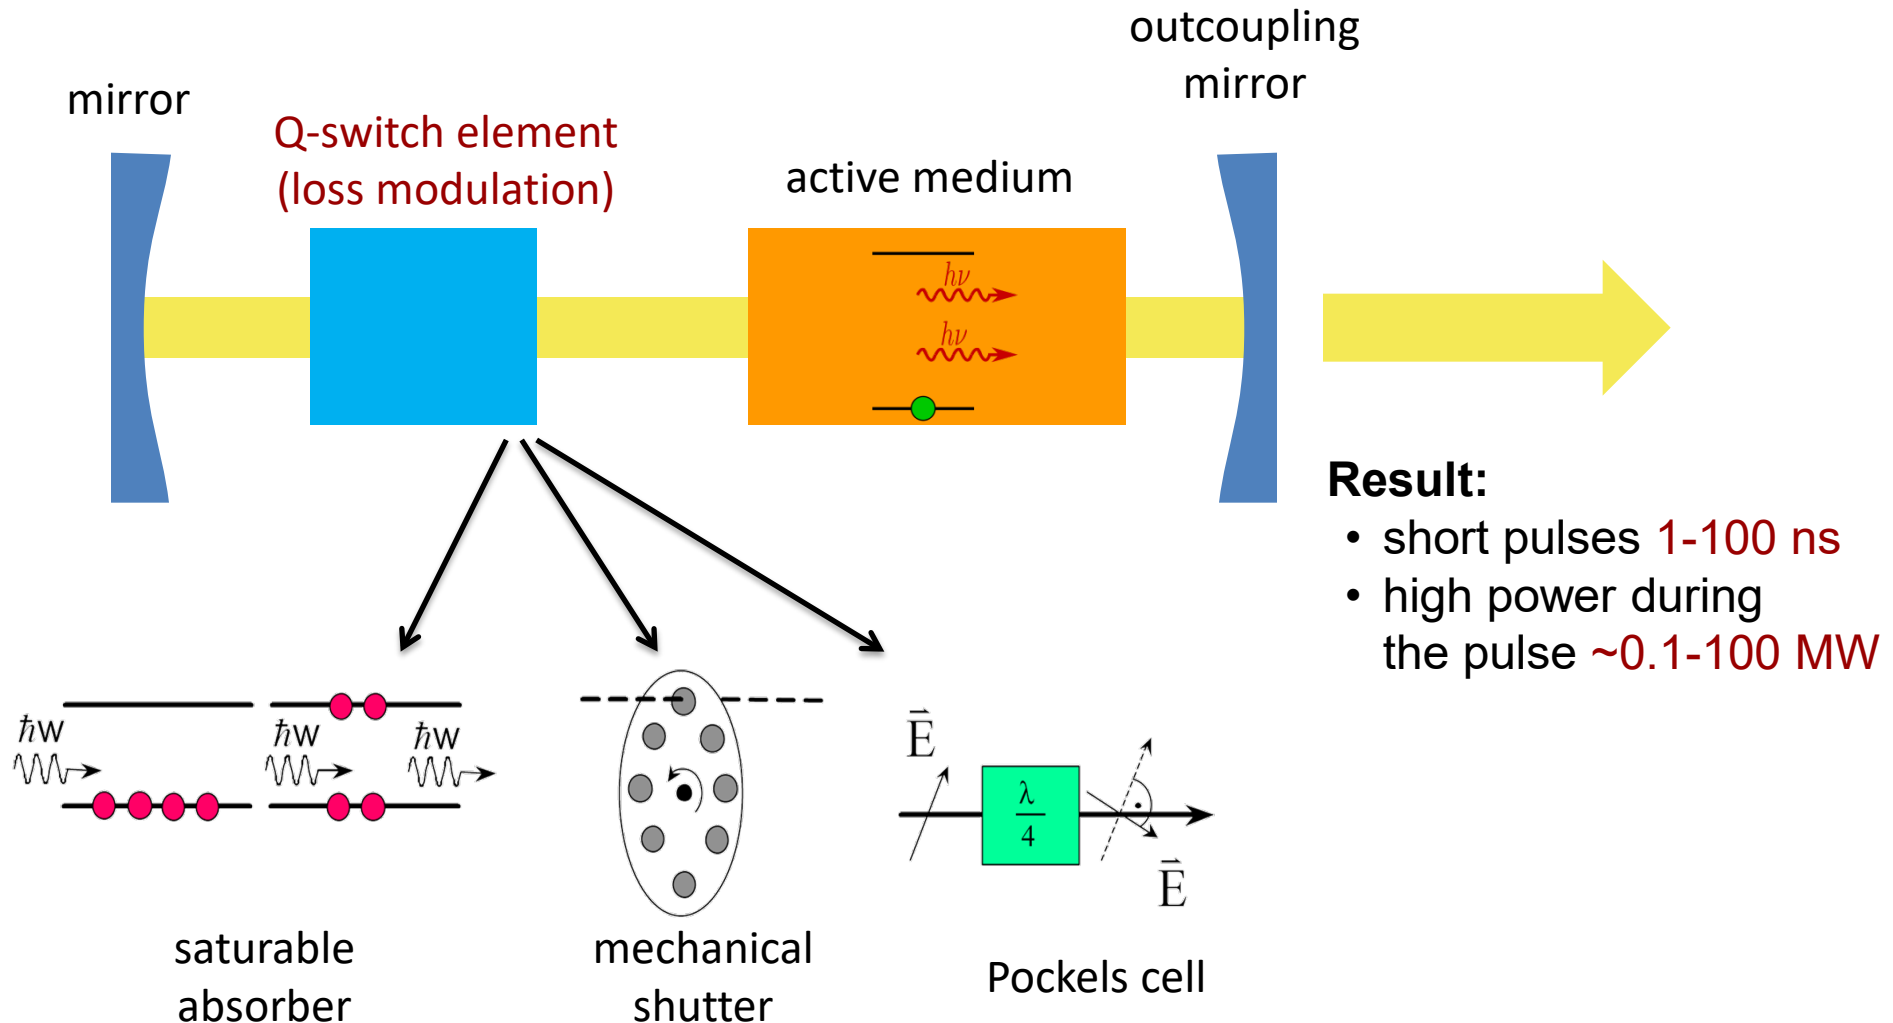 outcoupling
mirror
mirror
Q-switch element
(loss modulation)
active medium
hν
hν
Result:
• short pulses 1-100 ns
• high power during
the pulse ~0.1-100 MW
ħw
ħw
ħw
E⃗
λ
4
E⃗
saturable
absorber
mechanical
shutter
Pockels cell